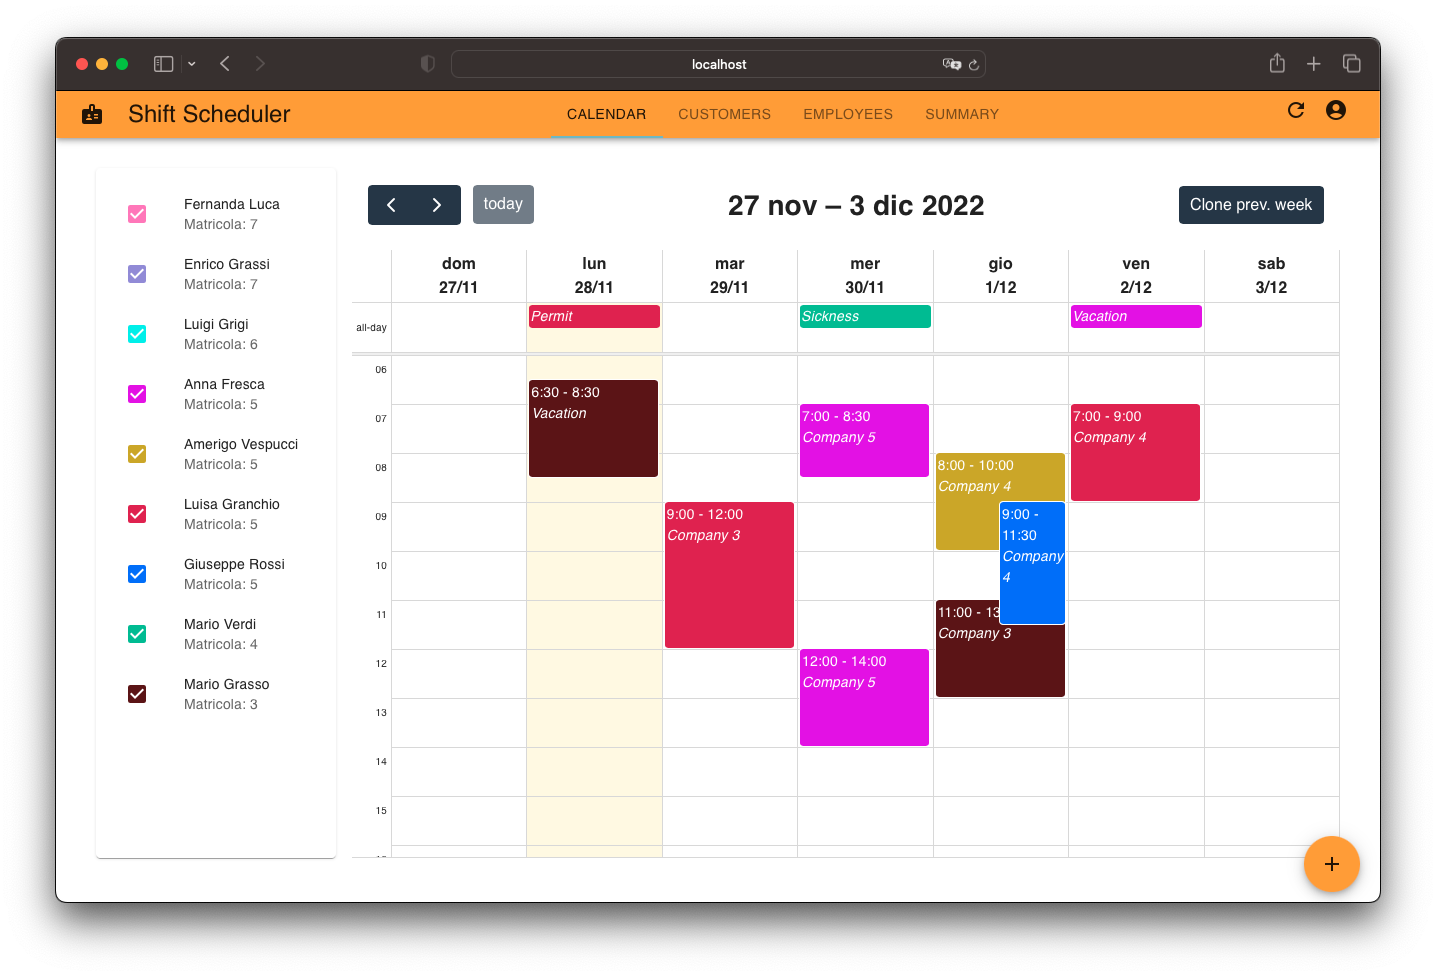 localhost
Shift Scheduler
CALENDAR
CUSTOMERS
EMPLOYEES
SUMMARY
Fernanda Luca
Matricola: 7
Enrico Grassi
Matricola: 7
Luigi Grigi
Matricola: 6
Anna Fresca
Matricola: 5
Amerigo Vespucci
Matricola: 5
Luisa Granchio
Matricola: 5
Giuseppe Rossi
Matricola: 5
Mario Verdi
Matricola: 4
Mario Grasso
Matricola: 3
today
27 nov – 3 dic 2022
Clone prev. week
dom
27/11
lun
28/11
mar
29/11
mer
30/11
gio
1/12
ven
2/12
sab
3/12
all-day
Permit
Sickness
Vacation
06
07
08
09
10
11
12
13
14
15
6:30 - 8:30
Vacation
9:00 - 12:00
Company 3
7:00 - 8:30
Company 5
12:00 - 14:00
Company 5
8:00 - 10:00
Company 4
9:00 -
11:30
Company
4
11:00 - 13
Company 3
7:00 - 9:00
Company 4